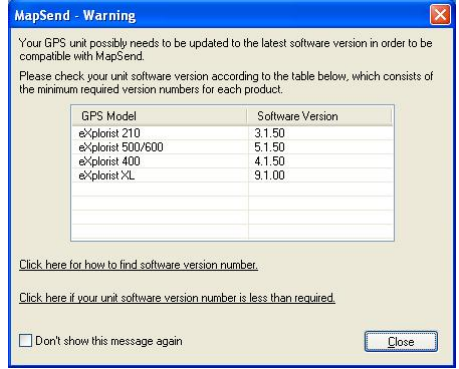 MapSend - Warning
Your GPS unit possibly needs to be updated to the latest software version in order to be
compatible with MapSend.
Please check your unit software version according to the table below, which consists of
the minimum required version numbers for each product.
GPS Model Software Version
eXplorist 210 3.1.50
eXplorist 500/600 5.1.50
eXplorist 400 4.1.50
eXplorist XL 9.1.00
Click here for how to find software version number.
Click here if your unit software version number is less than required.
Don't show this message again
Close